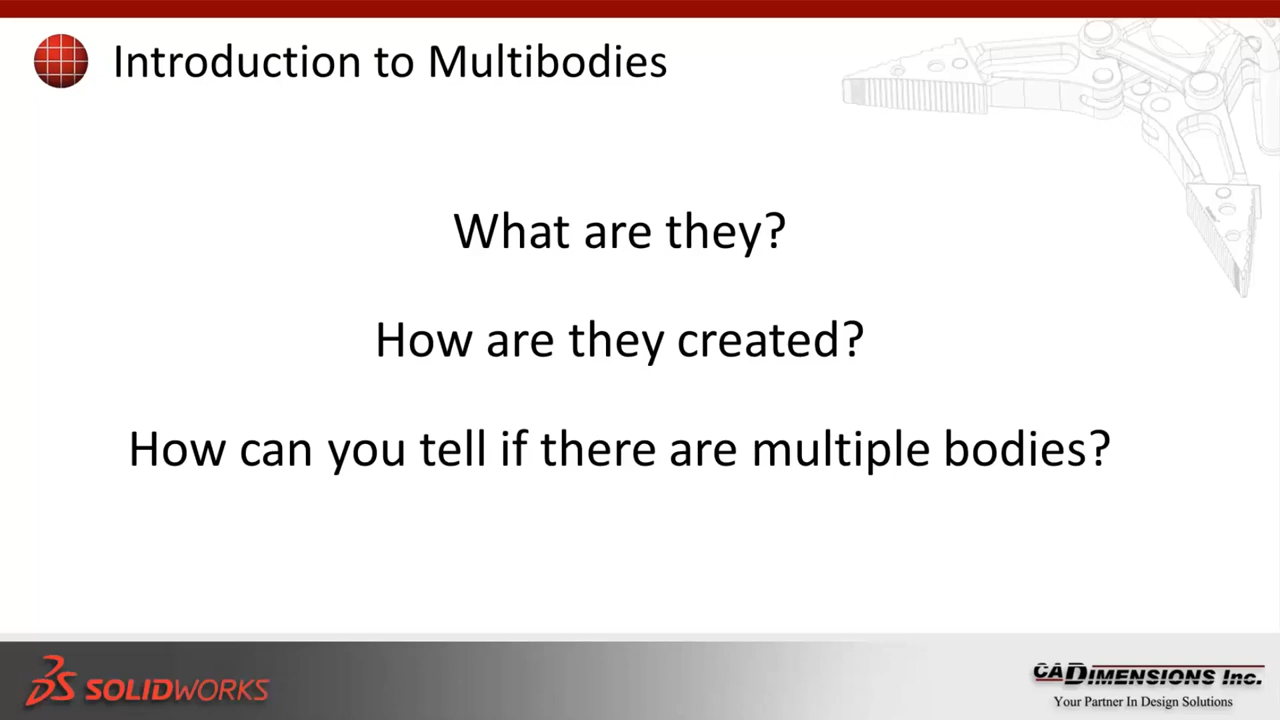 Introduction to Multibodies
What are they?
How are they created?
How can you tell if there are multiple bodies?
SOLIDWORKS
CADIMENSIONS INC.
Your Partner In Design Solutions